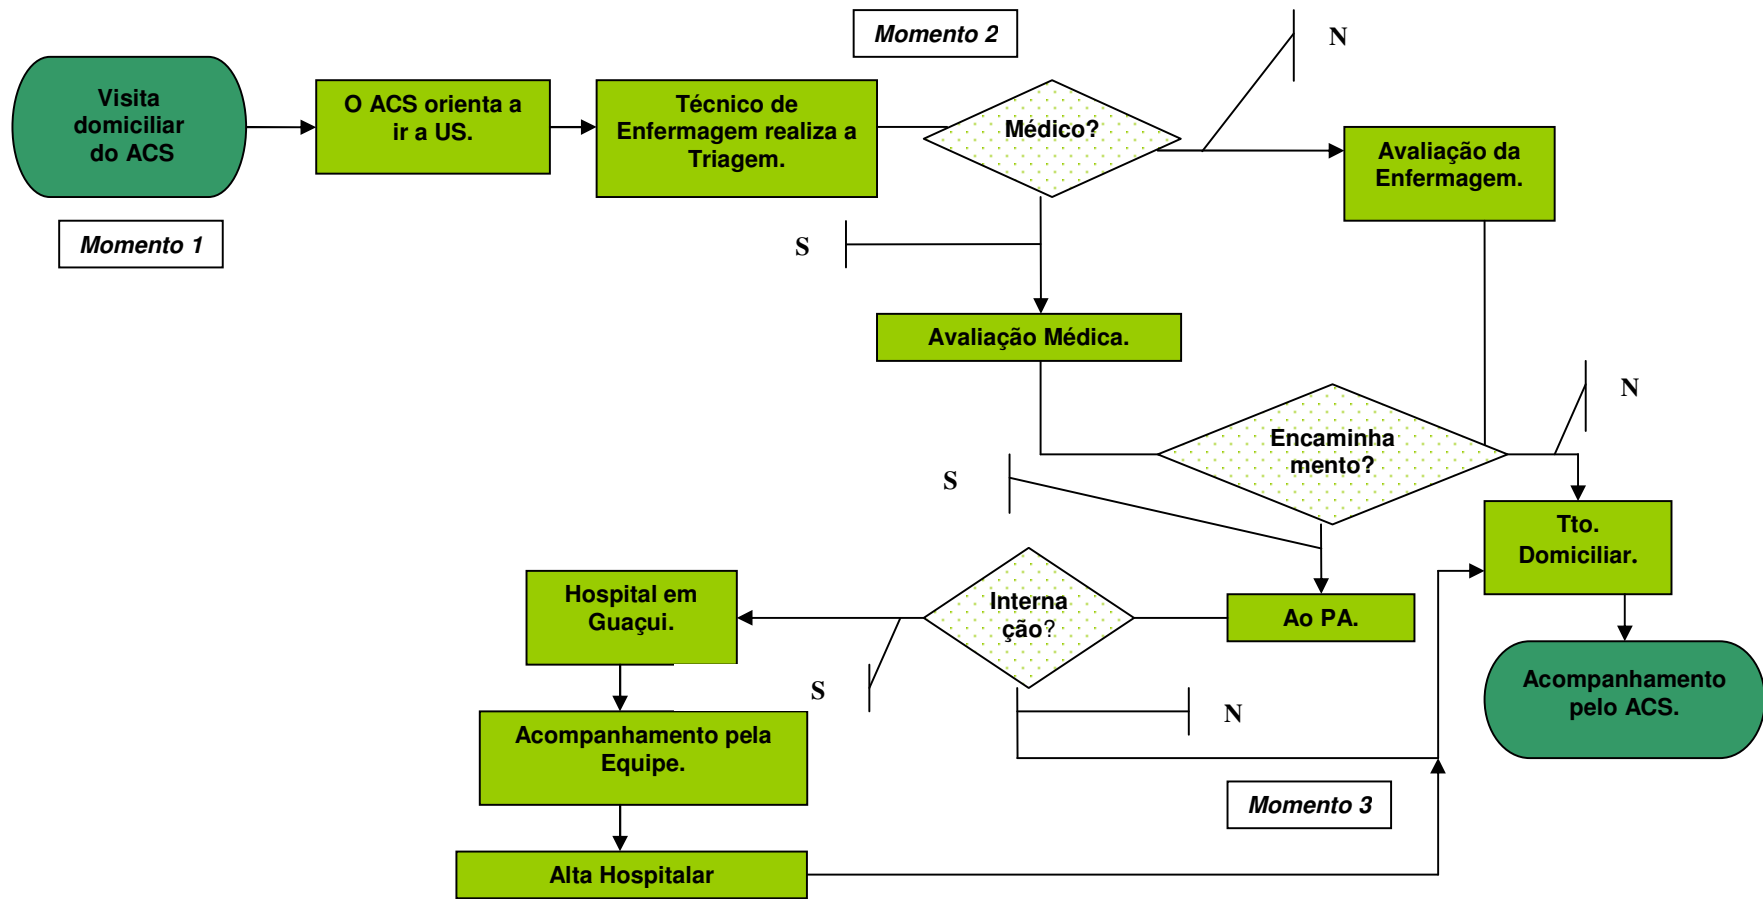 Momento 2
N
Visita
domiciliar
do ACS
O ACS orienta a
ir a US.
Técnico de
Enfermagem realiza a
Triagem.
Médico?
Avaliação da
Enfermagem.
Momento 1
S
Avaliação Médica.
N
Encaminha
mento?
S
Tto.
Domiciliar.
Hospital em
Guaçui.
Interna
ção?
Ao PA.
S
N
Acompanhamento
pelo ACS.
Acompanhamento pela
Equipe.
Momento 3
Alta Hospitalar